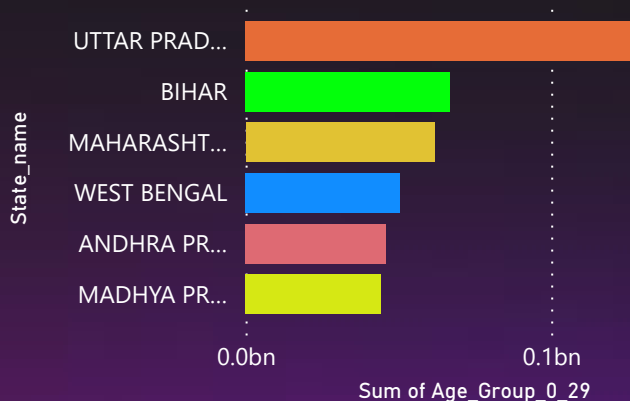 State_name
UTTAR PRAD...
BIHAR
MAHARASHT...
WEST BENGAL
ANDHRA PR...
MADHYA PR...
0.0bn 0.1bn
Sum of Age_Group_0_29